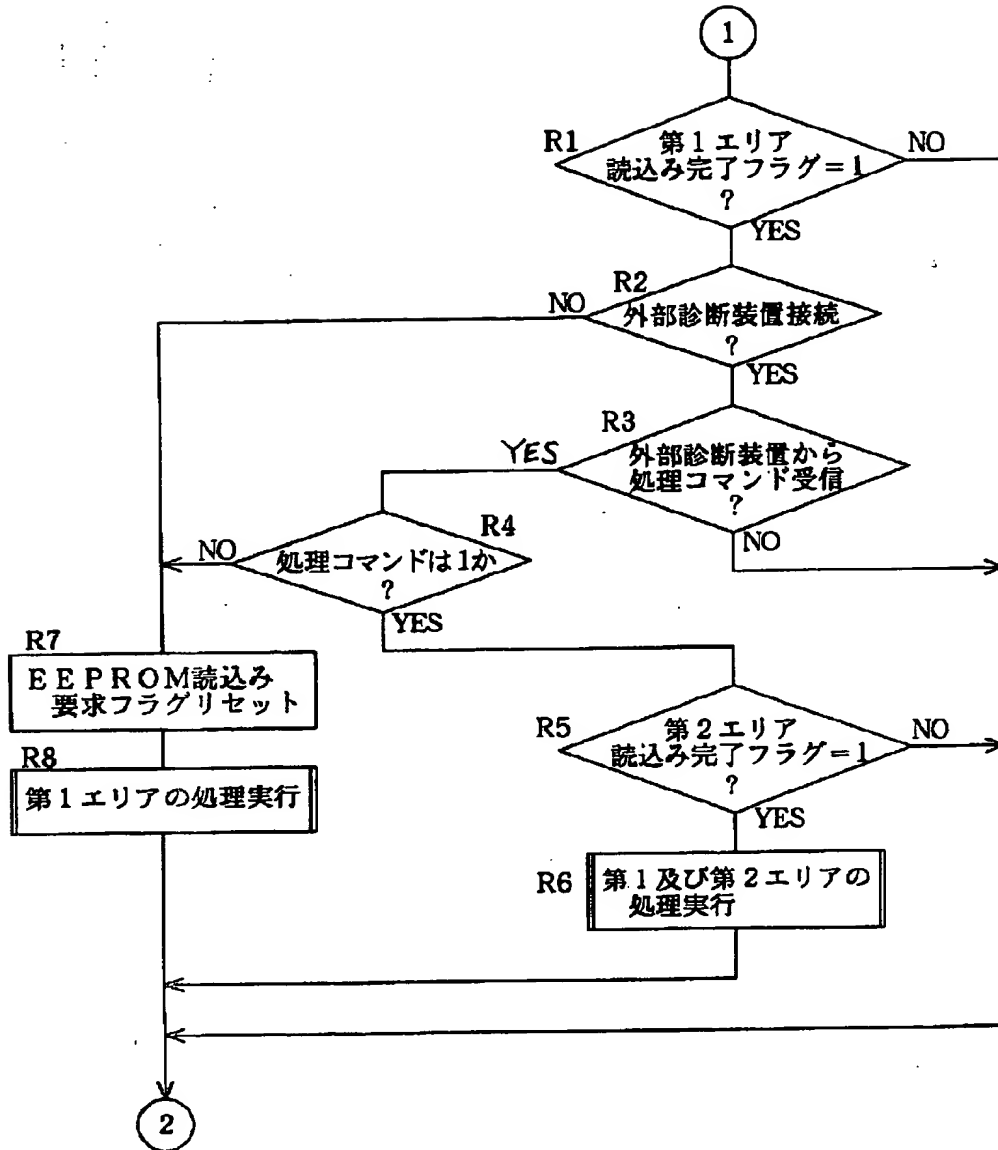 1
R1
第1エリア
読込み完了フラグ=1
?
NO
YES
R2
NO
外部診断装置接続
?
YES
R3
YES
外部診断装置から
処理コマンド受信
?
NO
R4
NO
処理コマンドは1か
?
YES
R7
EEPROM読込み
要求フラグリセット
R5
第2エリア
読込み完了フラグ=1
?
NO
YES
R8
第1エリアの処理実行
R6
第1及び第2エリアの
処理実行
2